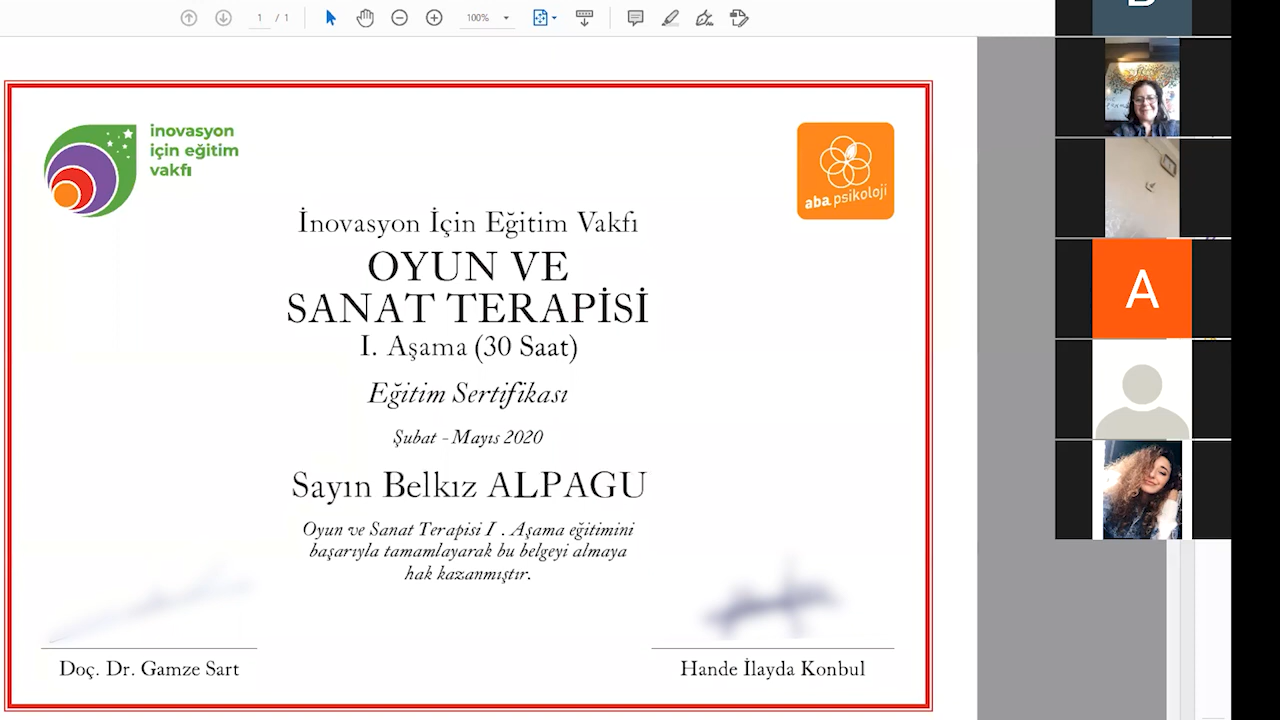 1 / 1
100%
inovasyon
için eğitim
vakfı
aba psikoloji
İnovasyon İçin Eğitim Vakfı
OYUN VE
SANAT TERAPİSİ
I. Aşama (30 Saat)
Eğitim Sertifikası
Şubat - Mayıs 2020
Sayın Belkız ALPAGU
Oyun ve Sanat Terapisi I . Aşama eğitimini
başarıyla tamamlayarak bu belgeyi almaya
hak kazanmıştır.
Doç. Dr. Gamze Sart
Hande İlayda Konbul
A